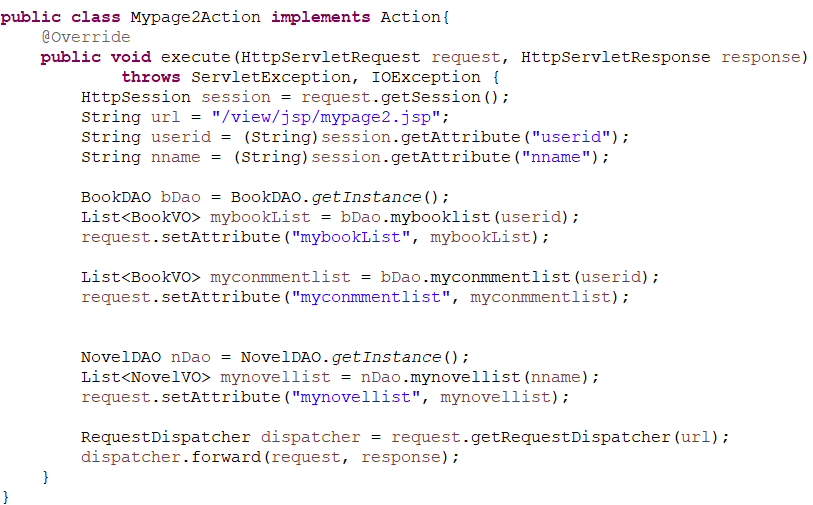 public class Mypage2Action implements Action{
@Override
public void execute(HttpServletRequest request, HttpServletResponse response)
throws ServletException, IOException {
HttpSession session = request.getSession();
String url = "/view/jsp/mypage2.jsp";
String userid = (String)session.getAttribute("userid");
String nname = (String)session.getAttribute("nname");
BookDAO bDao = BookDAO.getInstance();
List<BookVO> mybookList = bDao.mybooklist(userid);
request.setAttribute("mybookList", mybookList);
List<BookVO> myconmmentlist = bDao.myconmmentlist(userid);
request.setAttribute("myconmmentlist", myconmmentlist);
NovelDAO nDao = NovelDAO.getInstance();
List<NovelVO> mynovellist = nDao.mynovellist(nname);
request.setAttribute("mynovellist", mynovellist);
RequestDispatcher dispatcher = request.getRequestDispatcher(url);
dispatcher.forward(request, response);
}
}